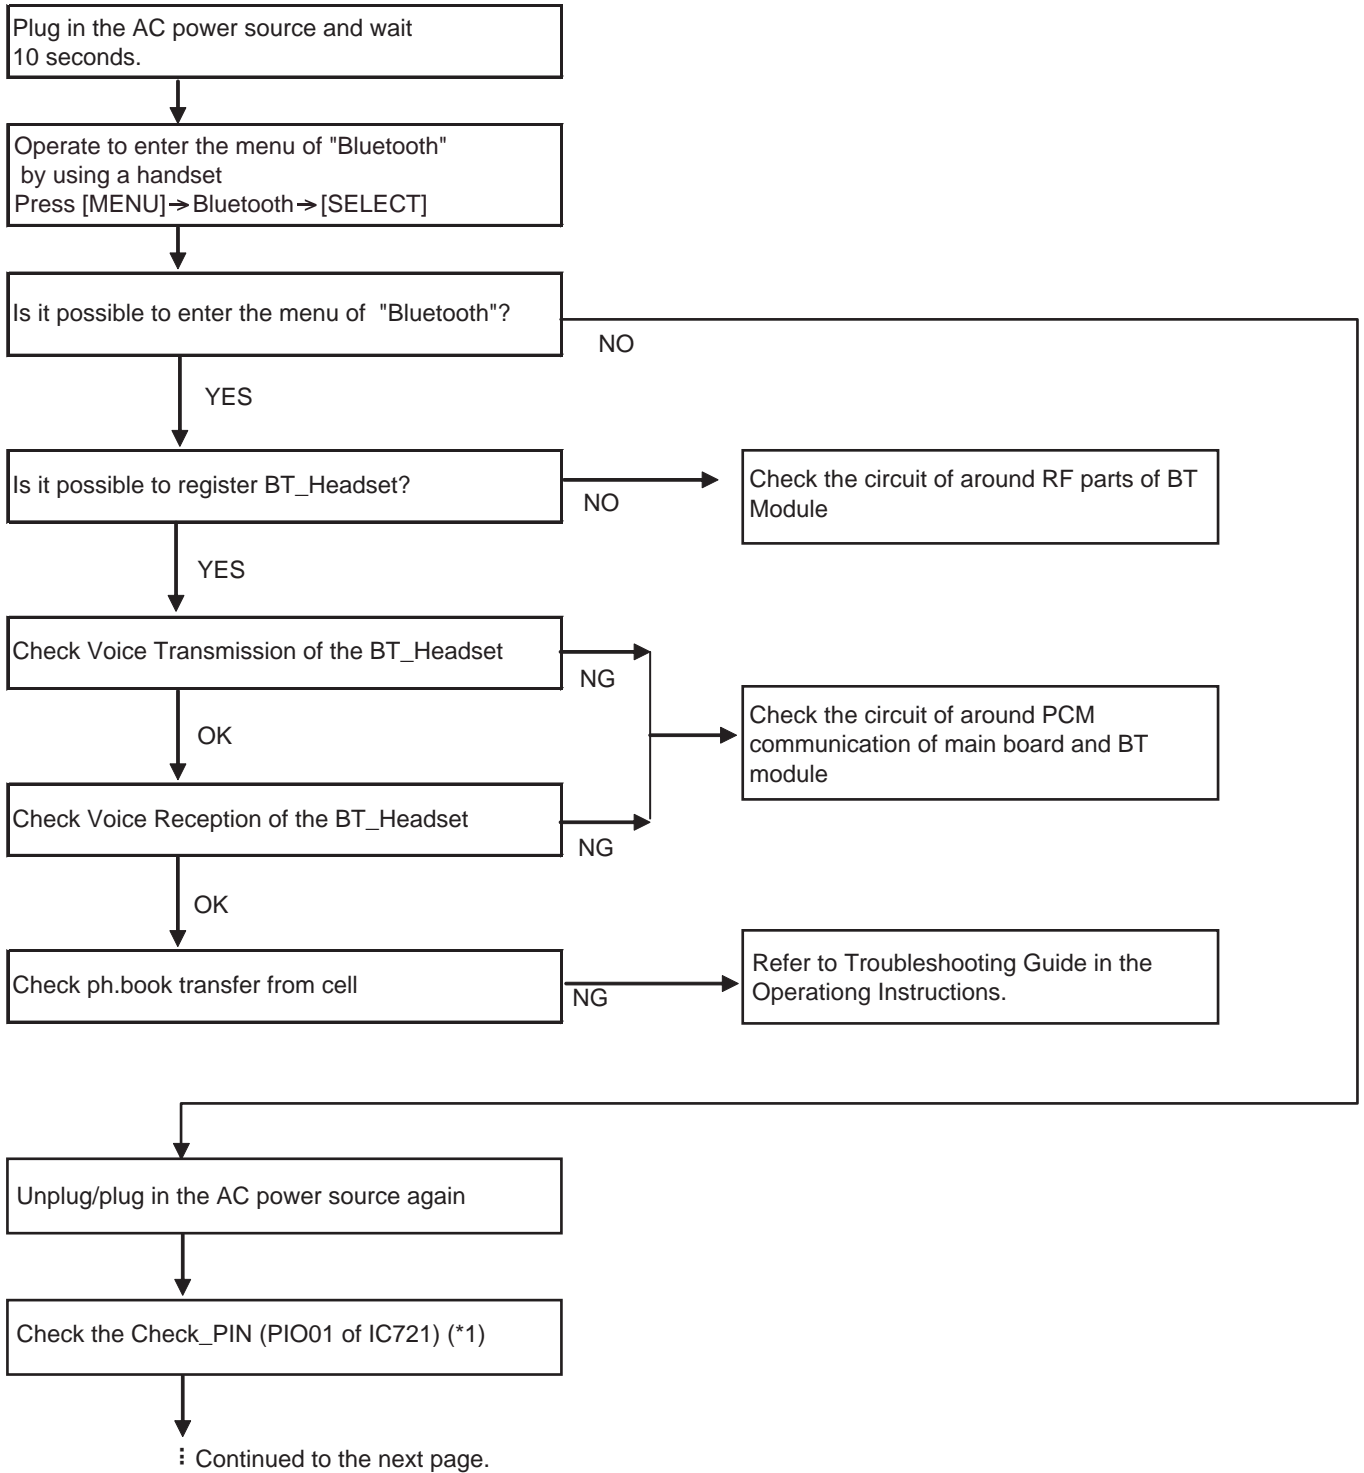 Plug in the AC power source and wait
10 seconds.
Operate to enter the menu of "Bluetooth"
by using a handset
Press [MENU]→Bluetooth→[SELECT]
Is it possible to enter the menu of "Bluetooth"?
NO
YES
Is it possible to register BT_Headset?
NO
Check the circuit of around RF parts of BT
Module
YES
Check Voice Transmission of the BT_Headset
NG
OK
Check the circuit of around PCM
communication of main board and BT
module
Check Voice Reception of the BT_Headset
NG
OK
Check ph.book transfer from cell
NG
Refer to Troubleshooting Guide in the
Operationg Instructions.
Unplug/plug in the AC power source again
Check the Check_PIN (PIO01 of IC721) (*1)
Continued to the next page.